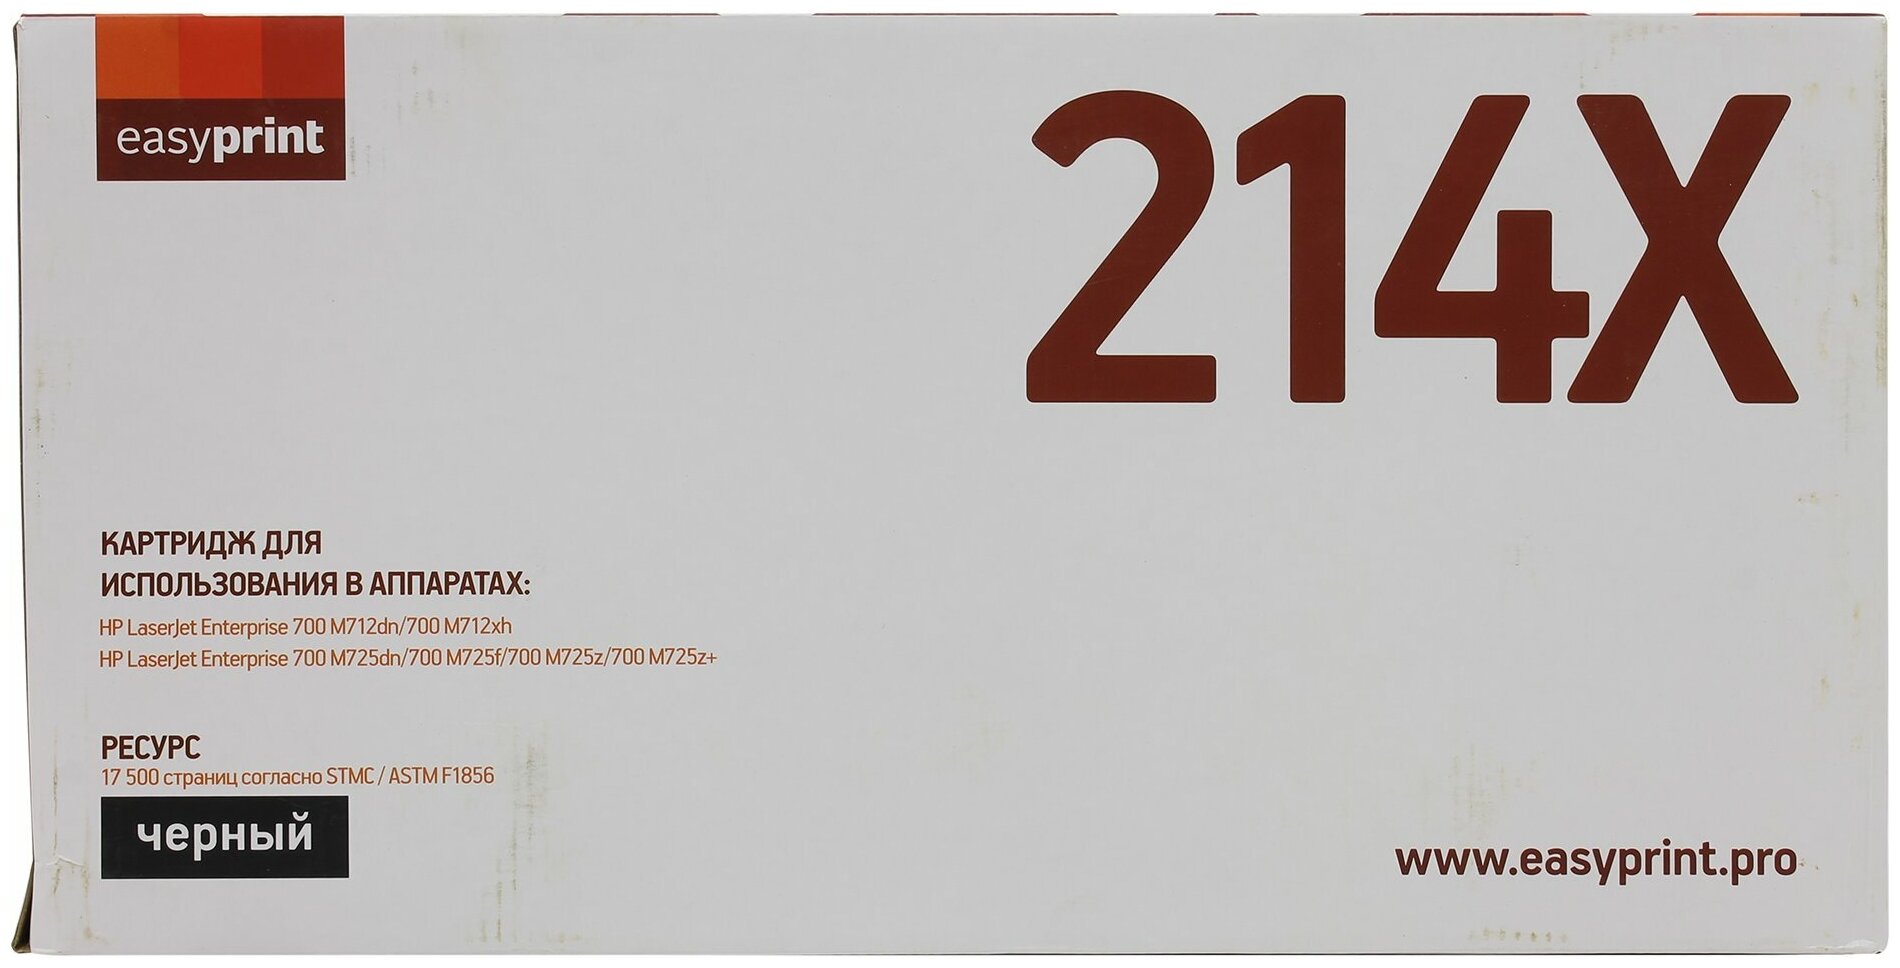 easyprint
214X
КАРТРИДЖ ДЛЯ
ИСПОЛЬЗОВАНИЯ В АППАРАТАХ:
HP LaserJet Enterprise 700 M712dn/700 M712xh
HP LaserJet Enterprise 700 M725dn/700 M725f/700 M725z/700 M725z+
РЕСУРС
17 500 страниц согласно STMC / ASTM F1856
черный
www.easyprint.pro